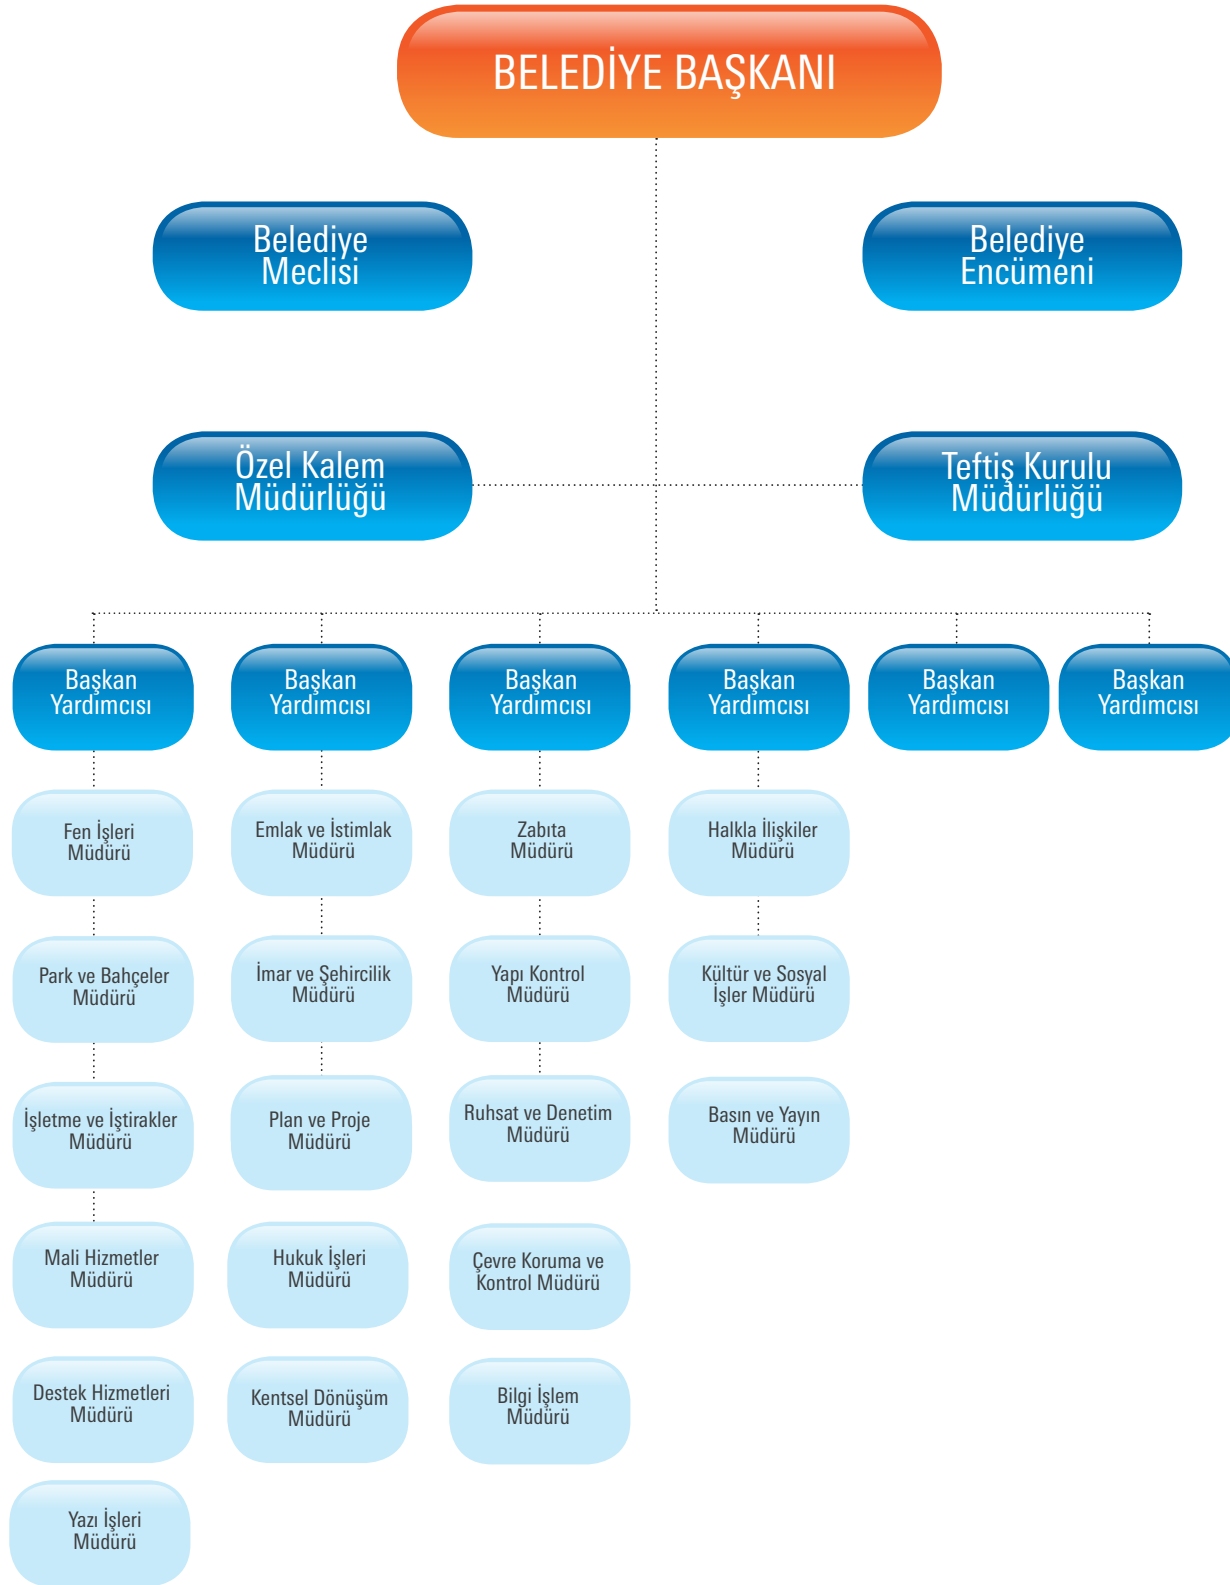 BELEDİYE BAŞKANI
Belediye
Meclisi
Belediye
Encümeni
Özel Kalem
Müdürlüğü
Teftiş Kurulu
Müdürlüğü
Başkan
Yardımcısı
Başkan
Yardımcısı
Başkan
Yardımcısı
Başkan
Yardımcısı
Başkan
Yardımcısı
Başkan
Yardımcısı
Fen İşleri
Müdürü
Emlak ve İstimlak
Müdürü
Zabıta
Müdürü
Halkla İlişkiler
Müdürü
Park ve Bahçeler
Müdürü
İmar ve Şehircilik
Müdürü
Yapı Kontrol
Müdürü
Kültür ve Sosyal
İşler Müdürü
İşletme ve İştirakler
Müdürü
Plan ve Proje
Müdürü
Ruhsat ve Denetim
Müdürü
Basın ve Yayın
Müdürü
Mali Hizmetler
Müdürü
Hukuk İşleri
Müdürü
Çevre Koruma ve
Kontrol Müdürü
Destek Hizmetleri
Müdürü
Kentsel Dönüşüm
Müdürü
Bilgi İşlem
Müdürü
Yazı İşleri
Müdürü